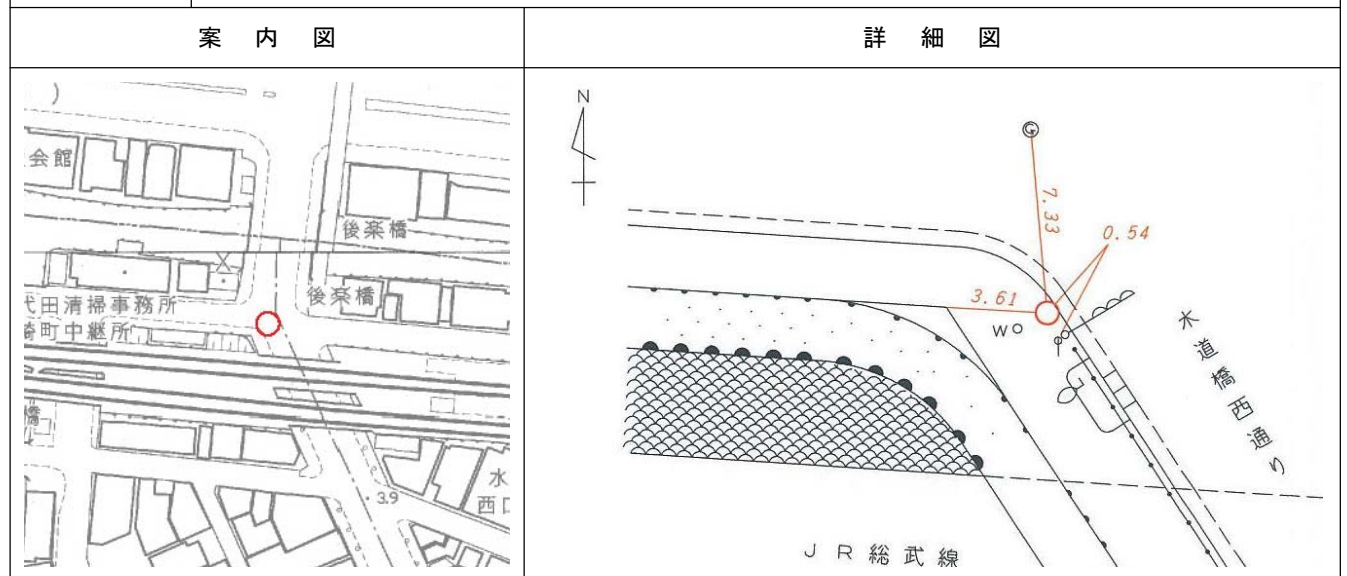 案内図
詳細図
会館
後楽橋
後楽橋
代田清掃事務所
崎町中継所
橋
3.9
水
西口
N
G
7.33
0.54
3.61
WO
水道橋西通り
JR総武線